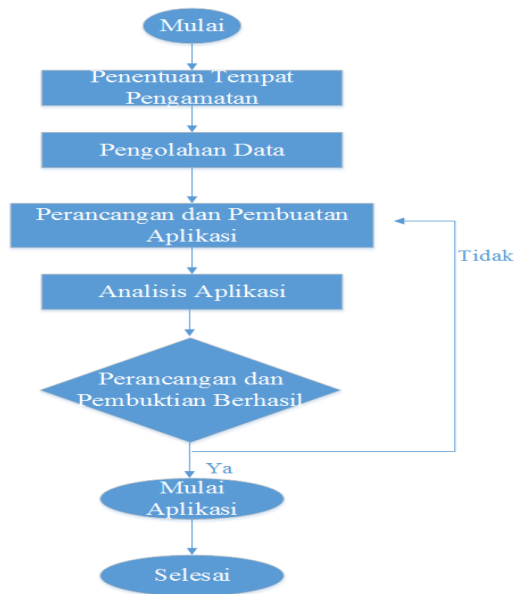 Mulai
Penentuan Tempat
Pengamatan
Pengolahan Data
Perancangan dan Pembuatan
Aplikasi
Tidak
Analisis Aplikasi
Perancangan dan
Pembuktian Berhasil
Ya
Mulai
Aplikasi
Selesai